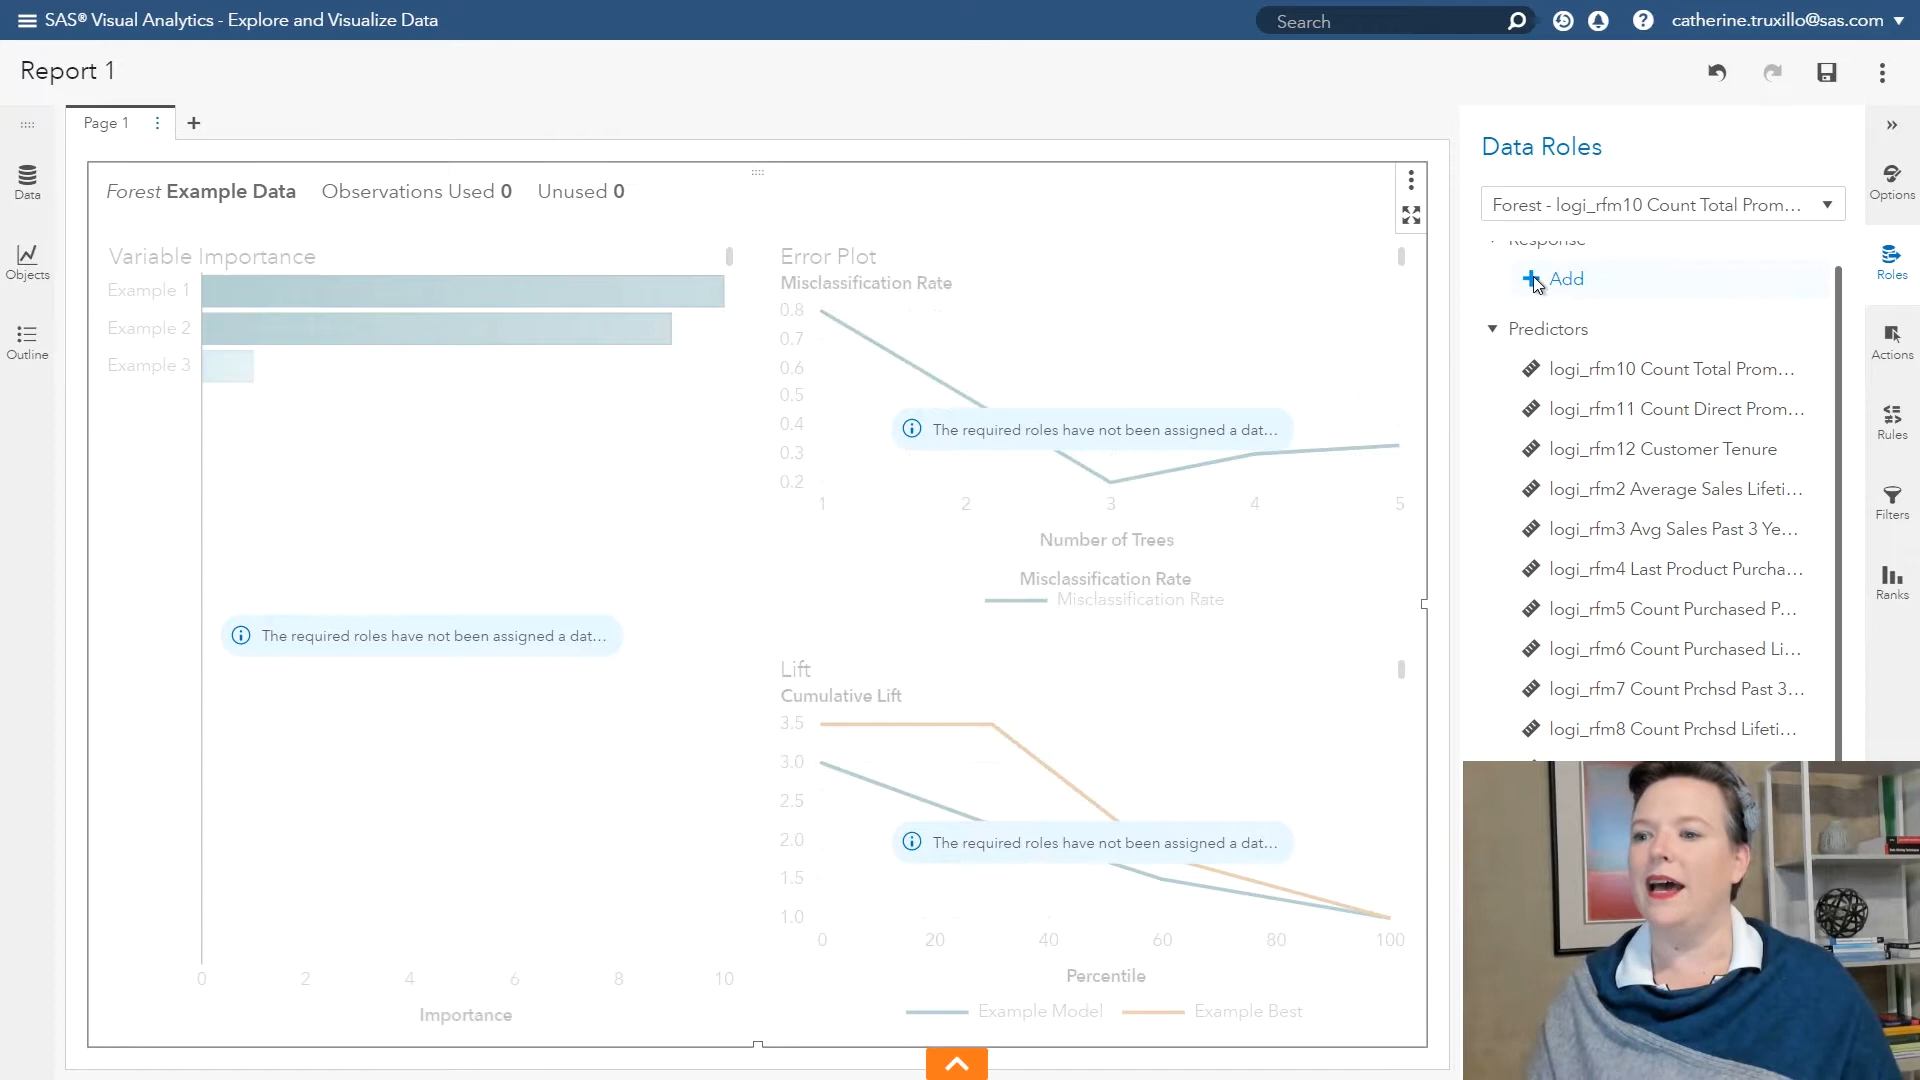 SAS® Visual Analytics - Explore and Visualize Data
Search
catherine.truxillo@sas.com
Report 1
Page 1
Data
Objects
Outline
Forest Example Data Observations Used 0 Unused 0
Variable Importance
Example 1
Example 2
Example 3
The required roles have not been assigned a dat...
0 2 4 6 8 10
Importance
Error Plot
Misclassification Rate
0.8
0.7
0.6
0.5
0.4
0.3
0.2
The required roles have not been assigned a dat...
1 2 3 4 5
Number of Trees
Misclassification Rate
Misclassification Rate
Lift
Cumulative Lift
3.5
3.0
2.5
2.0
1.5
1.0
The required roles have not been assigned a dat...
0 20 40 60 80 100
Percentile
Example Model Example Best
Data Roles
Forest - logi_rfm10 Count Total Prom...
Response
Add
Predictors
logi_rfm10 Count Total Prom...
logi_rfm11 Count Direct Prom...
logi_rfm12 Customer Tenure
logi_rfm2 Average Sales Lifeti...
logi_rfm3 Avg Sales Past 3 Ye...
logi_rfm4 Last Product Purcha...
logi_rfm5 Count Purchased P...
logi_rfm6 Count Purchased Li...
logi_rfm7 Count Prchsd Past 3...
logi_rfm8 Count Prchsd Lifeti...
Options
Roles
Actions
Rules
Filters
Ranks